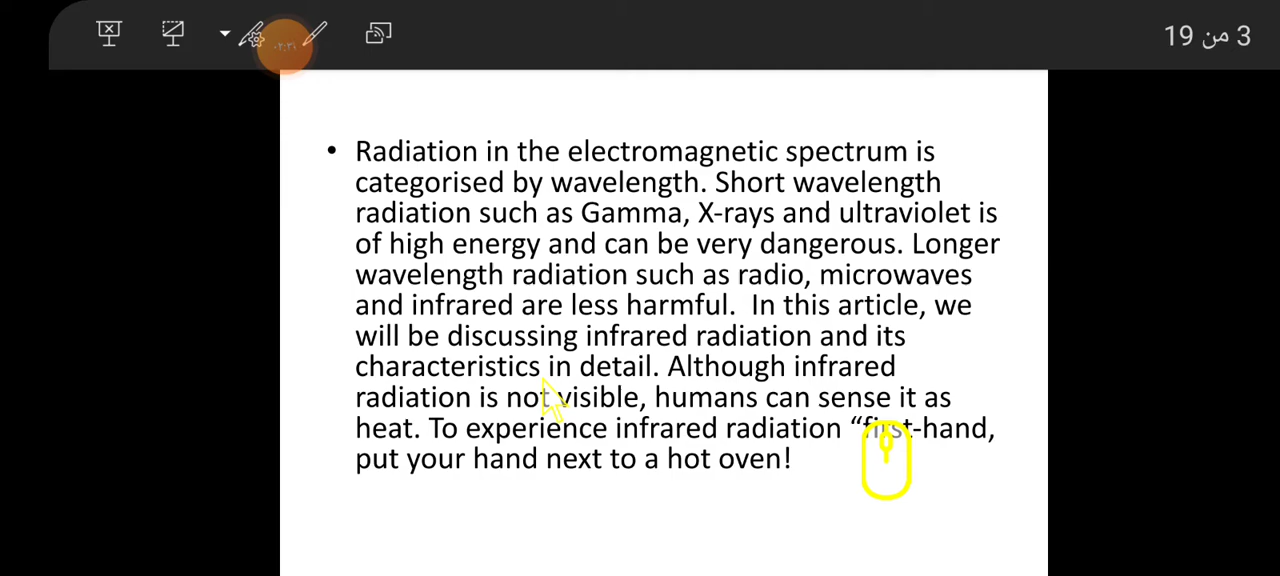 3 من 19
٠٢:٣٦
• Radiation in the electromagnetic spectrum is
categorised by wavelength. Short wavelength
radiation such as Gamma, X-rays and ultraviolet is
of high energy and can be very dangerous. Longer
wavelength radiation such as radio, microwaves
and infrared are less harmful.  In this article, we
will be discussing infrared radiation and its
characteristics in detail. Although infrared
radiation is not visible, humans can sense it as
heat. To experience infrared radiation “first-hand,
put your hand next to a hot oven!